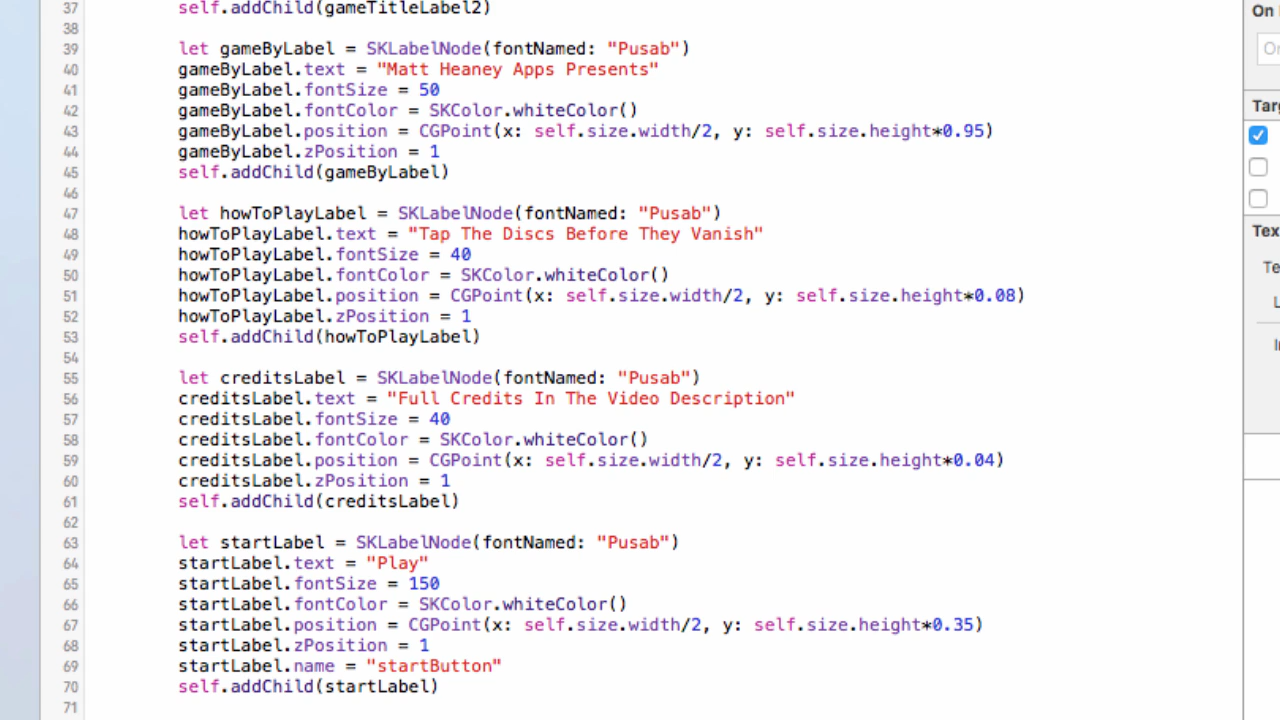 37 self.addChild(gameTitleLabel2)
38
39 let gameByLabel = SKLabelNode(fontNamed: "Pusab")
40 gameByLabel.text = "Matt Heaney Apps Presents"
41 gameByLabel.fontSize = 50
42 gameByLabel.fontColor = SKColor.whiteColor()
43 gameByLabel.position = CGPoint(x: self.size.width/2, y: self.size.height*0.95)
44 gameByLabel.zPosition = 1
45 self.addChild(gameByLabel)
46
47 let howToPlayLabel = SKLabelNode(fontNamed: "Pusab")
48 howToPlayLabel.text = "Tap The Discs Before They Vanish"
49 howToPlayLabel.fontSize = 40
50 howToPlayLabel.fontColor = SKColor.whiteColor()
51 howToPlayLabel.position = CGPoint(x: self.size.width/2, y: self.size.height*0.08)
52 howToPlayLabel.zPosition = 1
53 self.addChild(howToPlayLabel)
54
55 let creditsLabel = SKLabelNode(fontNamed: "Pusab")
56 creditsLabel.text = "Full Credits In The Video Description"
57 creditsLabel.fontSize = 40
58 creditsLabel.fontColor = SKColor.whiteColor()
59 creditsLabel.position = CGPoint(x: self.size.width/2, y: self.size.height*0.04)
60 creditsLabel.zPosition = 1
61 self.addChild(creditsLabel)
62
63 let startLabel = SKLabelNode(fontNamed: "Pusab")
64 startLabel.text = "Play"
65 startLabel.fontSize = 150
66 startLabel.fontColor = SKColor.whiteColor()
67 startLabel.position = CGPoint(x: self.size.width/2, y: self.size.height*0.35)
68 startLabel.zPosition = 1
69 startLabel.name = "startButton"
70 self.addChild(startLabel)
71
On